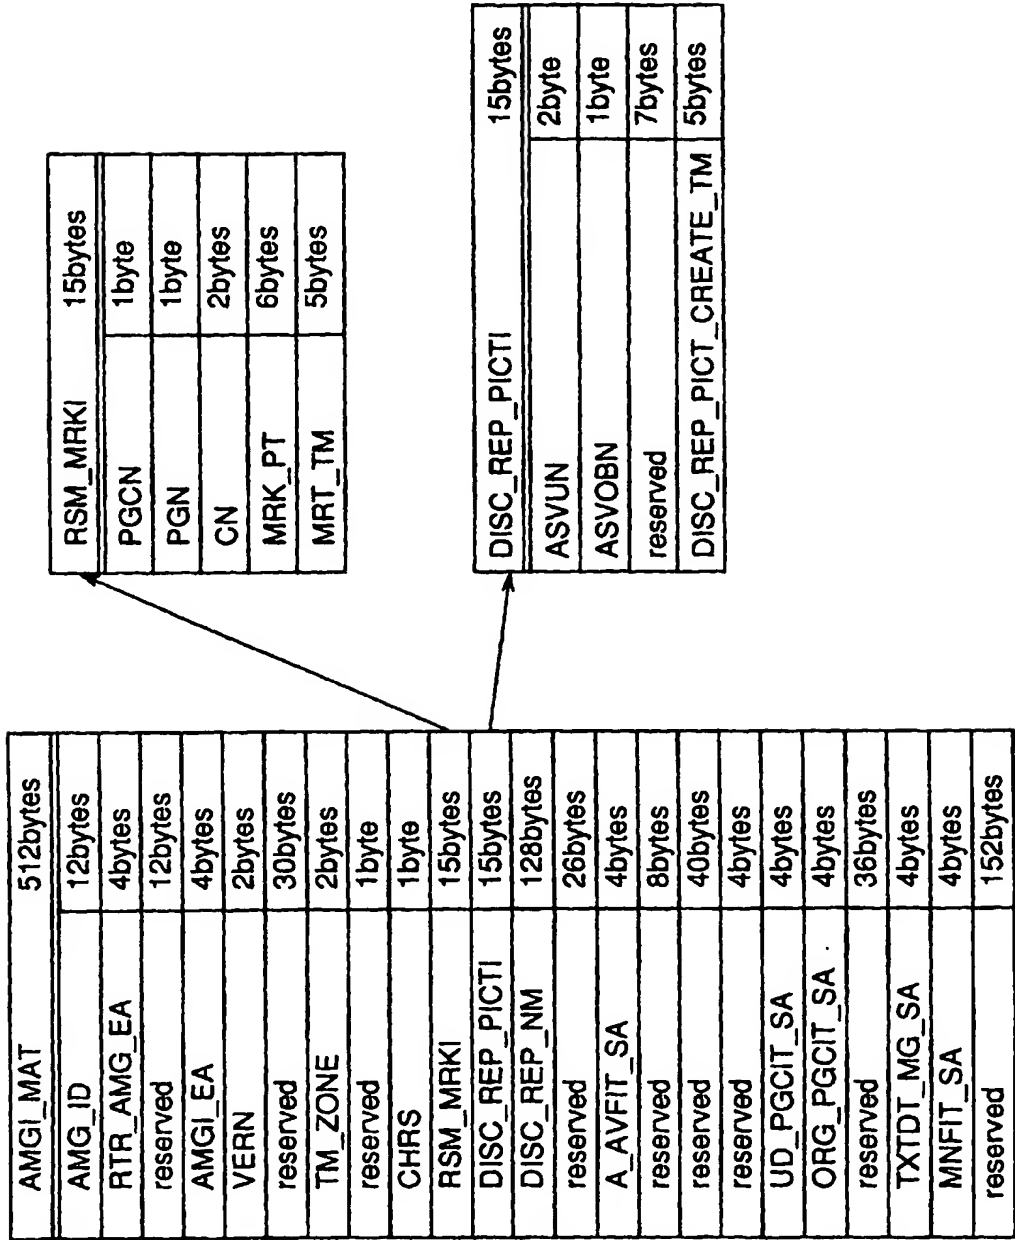 AMGI_MAT 512bytes
AMG_ID 12bytes
RTR_AMG_EA 4bytes
reserved 12bytes
AMGI_EA 4bytes
VERN 2bytes
reserved 30bytes
TM_ZONE 2bytes
reserved 1byte
CHRS 1byte
RSM_MRKI 15bytes
DISC_REP_PICTI 15bytes
DISC_REP_NM 128bytes
reserved 26bytes
A_AVFIT_SA 4bytes
reserved 8bytes
reserved 40bytes
reserved 4bytes
UD_PGCIT_SA 4bytes
ORG_PGCIT_SA 4bytes
reserved 36bytes
TXTDT_MG_SA 4bytes
MNFIT_SA 4bytes
reserved 152bytes
RSM_MRKI 15bytes
PGCN 1byte
PGN 1byte
CN 2bytes
MRK_PT 6bytes
MRT_TM 5bytes
DISC_REP_PICTI 15bytes
ASVUN 2byte
ASVOBN 1byte
reserved 7bytes
DISC_REP_PICT_CREATE_TM 5bytes